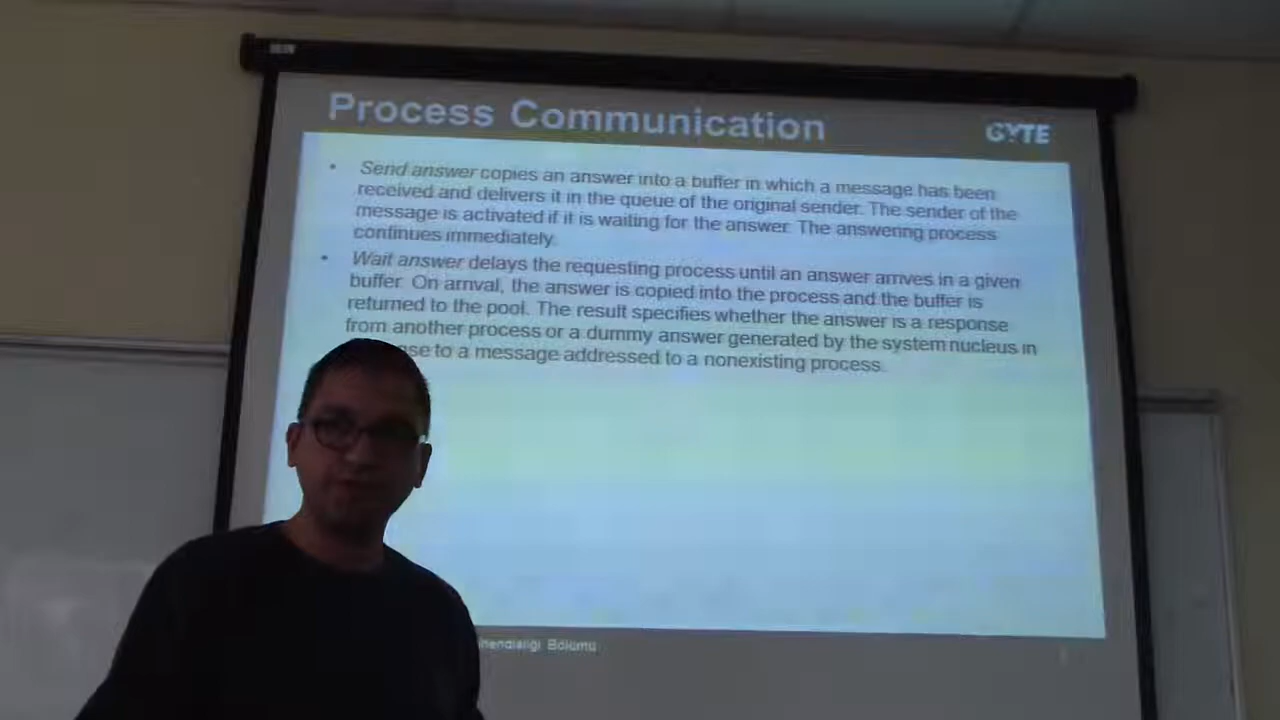 Process Communication
GYTE
• Send answer copies an answer into a buffer in which a message has been
received and delivers it in the queue of the original sender. The sender of the
message is activated if it is waiting for the answer. The answering process
continues immediately.
• Wait answer delays the requesting process until an answer arrives in a given
buffer. On arrival, the answer is copied into the process and the buffer is
returned to the pool. The result specifies whether the answer is a response
from another process or a dummy answer generated by the system nucleus in
to a message addressed to a nonexisting process.
Bölümü